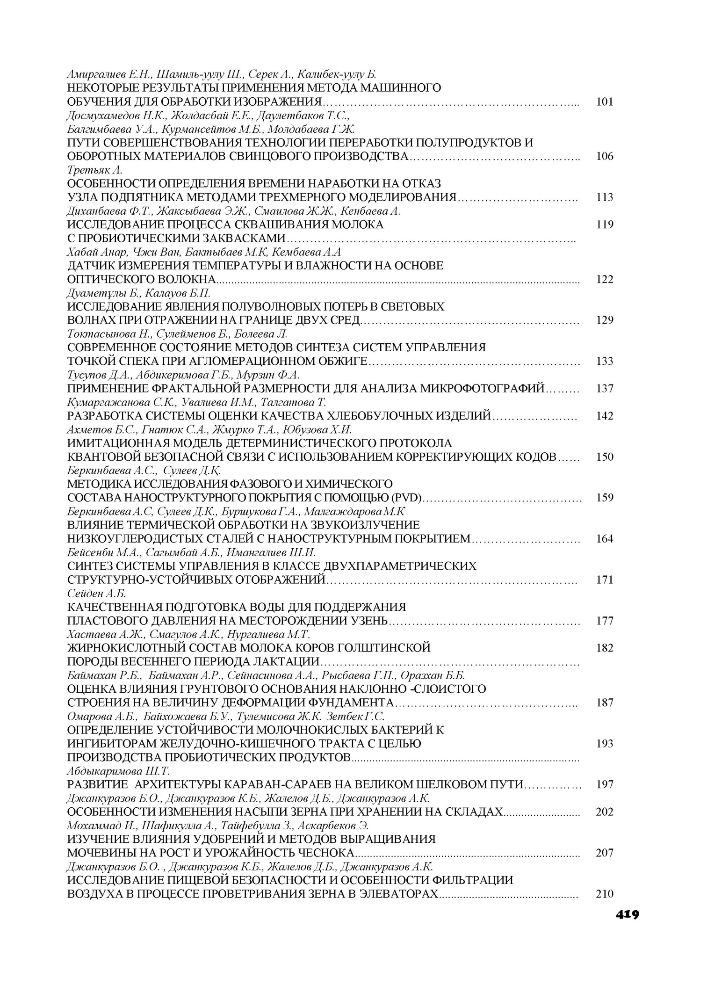 Амиргалиев Е.Н., Шамиль-уулу Ш., Серек А., Калибек-уулу Б.
НЕКОТОРЫЕ РЕЗУЛЬТАТЫ ПРИМЕНЕНИЯ МЕТОДА МАШИННОГО
ОБУЧЕНИЯ ДЛЯ ОБРАБОТКИ ИЗОБРАЖЕНИЯ……………………………………………………….. 101
Досмухамедов Н.К., Жолдасбай Е.Е., Даулетбаков Т.С.,
Балгимбаева У.А., Курмансейтов М.Б., Молдабаева Г.Ж.
ПУТИ СОВЕРШЕНСТВОВАНИЯ ТЕХНОЛОГИИ ПЕРЕРАБОТКИ ПОЛУПРОДУКТОВ И
ОБОРОТНЫХ МАТЕРИАЛОВ СВИНЦОВОГО ПРОИЗВОДСТВА…………………………………….. 106
Третьяк А.
ОСОБЕННОСТИ ОПРЕДЕЛЕНИЯ ВРЕМЕНИ НАРАБОТКИ НА ОТКАЗ
УЗЛА ПОДПЯТНИКА МЕТОДАМИ ТРЕХМЕРНОГО МОДЕЛИРОВАНИЯ…………………………. 113
Диханбаева Ф.Т., Жаксыбаева Э.Ж., Смаилова Ж.Ж., Кенбаева А.
ИССЛЕДОВАНИЕ ПРОЦЕССА СКВАШИВАНИЯ МОЛОКА 119
С ПРОБИОТИЧЕСКИМИ ЗАКВАСКАМИ………………………………………………………………..
Хабай Анар, Чжи Ван, Бактыбаев М.К, Кембаева А.А
ДАТЧИК ИЗМЕРЕНИЯ ТЕМПЕРАТУРЫ И ВЛАЖНОСТИ НА ОСНОВЕ
ОПТИЧЕСКОГО ВОЛОКНА........................................................................................................................ 122
Дуаметұлы Б., Калауов Б.П.
ИССЛЕДОВАНИЕ ЯВЛЕНИЯ ПОЛУВОЛНОВЫХ ПОТЕРЬ В СВЕТОВЫХ
ВОЛНАХ ПРИ ОТРАЖЕНИИ НА ГРАНИЦЕ ДВУХ СРЕД………………………………………………. 129
Токтасынова Н., Сулейменов Б., Болеева Л.
СОВРЕМЕННОЕ СОСТОЯНИЕ МЕТОДОВ СИНТЕЗА СИСТЕМ УПРАВЛЕНИЯ
ТОЧКОЙ СПЕКА ПРИ АГЛОМЕРАЦИОННОМ ОБЖИГЕ……………………………………………… 133
Тусупов Д.А., Абдикеримова Г.Б., Мурзин Ф.А.
ПРИМЕНЕНИЕ ФРАКТАЛЬНОЙ РАЗМЕРНОСТИ ДЛЯ АНАЛИЗА МИКРОФОТОГРАФИЙ……… 137
Кумаргажанова С.К., Увалиева И.М., Талгатова Т.
РАЗРАБОТКА СИСТЕМЫ ОЦЕНКИ КАЧЕСТВА ХЛЕБОБУЛОЧНЫХ ИЗДЕЛИЙ…………………. 142
Ахметов Б.С., Гнатюк С.А., Жмурко Т.А., Юбузова Х.И.
ИМИТАЦИОННАЯ МОДЕЛЬ ДЕТЕРМИНИСТИЧЕСКОГО ПРОТОКОЛА
КВАНТОВОЙ БЕЗОПАСНОЙ СВЯЗИ С ИСПОЛЬЗОВАНИЕМ КОРРЕКТИРУЮЩИХ КОДОВ…… 150
Беркинбаева А.С., Сулеев Д.Қ.
МЕТОДИКА ИССЛЕДОВАНИЯ ФАЗОВОГО И ХИМИЧЕСКОГО
СОСТАВА НАНОСТРУКТУРНОГО ПОКРЫТИЯ С ПОМОЩЬЮ (PVD)…………………………………. 159
Беркинбаева А.С, Сулеев Д.К., Буршукова Г.А., Малгаждарова М.К
ВЛИЯНИЕ ТЕРМИЧЕСКОЙ ОБРАБОТКИ НА ЗВУКОИЗЛУЧЕНИЕ
НИЗКОУГЛЕРОДИСТЫХ СТАЛЕЙ С НАНОСТРУКТУРНЫМ ПОКРЫТИЕМ………………………. 164
Бейсенби М.А., Сагымбай А.Б., Имангалиев Ш.И.
СИНТЕЗ СИСТЕМЫ УПРАВЛЕНИЯ В КЛАССЕ ДВУХПАРАМЕТРИЧЕСКИХ
СТРУКТУРНО-УСТОЙЧИВЫХ ОТОБРАЖЕНИЙ………………………………………………………. 171
Сейден А.Б.
КАЧЕСТВЕННАЯ ПОДГОТОВКА ВОДЫ ДЛЯ ПОДДЕРЖАНИЯ
ПЛАСТОВОГО ДАВЛЕНИЯ НА МЕСТОРОЖДЕНИИ УЗЕНЬ…………………………………………. 177
Хастаева А.Ж., Смагулов А.К., Нургалиева М.Т.
ЖИРНОКИСЛОТНЫЙ СОСТАВ МОЛОКА КОРОВ ГОЛШТИНСКОЙ 182
ПОРОДЫ ВЕСЕННЕГО ПЕРИОДА ЛАКТАЦИИ…………………………………………………………
Баймахан Р.Б., Баймахан А.Р., Сейнасинова А.А., Рысбаева Г.П., Оразхан Б.Б.
ОЦЕНКА ВЛИЯНИЯ ГРУНТОВОГО ОСНОВАНИЯ НАКЛОННО -СЛОИСТОГО
СТРОЕНИЯ НА ВЕЛИЧИНУ ДЕФОРМАЦИИ ФУНДАМЕНТА……………………………………….. 187
Омарова А.Б., Байхожаева Б.У., Тулемисова Ж.К. Зетбек Г.С.
ОПРЕДЕЛЕНИЕ УСТОЙЧИВОСТИ МОЛОЧНОКИСЛЫХ БАКТЕРИЙ К
ИНГИБИТОРАМ ЖЕЛУДОЧНО-КИШЕЧНОГО ТРАКТА С ЦЕЛЬЮ 193
ПРОИЗВОДСТВА ПРОБИОТИЧЕСКИХ ПРОДУКТОВ...........................................................................
Абдыкаримова Ш.Т.
РАЗВИТИЕ АРХИТЕКТУРЫ КАРАВАН-САРАЕВ НА ВЕЛИКОМ ШЕЛКОВОМ ПУТИ…………… 197
Джанкуразов Б.О., Джанкуразов К.Б., Жалелов Д.Б., Джанкуразов А.К.
ОСОБЕННОСТИ ИЗМЕНЕНИЯ НАСЫПИ ЗЕРНА ПРИ ХРАНЕНИИ НА СКЛАДАХ......................... 202
Мохаммад И., Шафикулла А., Тайфебулла З., Аскарбеков Э.
ИЗУЧЕНИЕ ВЛИЯНИЯ УДОБРЕНИЙ И МЕТОДОВ ВЫРАЩИВАНИЯ
МОЧЕВИНЫ НА РОСТ И УРОЖАЙНОСТЬ ЧЕСНОКА.......................................................................... 207
Джанкуразов Б.О. , Джанкуразов К.Б., Жалелов Д.Б., Джанкуразов А.К.
ИССЛЕДОВАНИЕ ПИЩЕВОЙ БЕЗОПАСНОСТИ И ОСОБЕННОСТИ ФИЛЬТРАЦИИ
ВОЗДУХА В ПРОЦЕССЕ ПРОВЕТРИВАНИЯ ЗЕРНА В ЭЛЕВАТОРАХ.............................................. 210
419